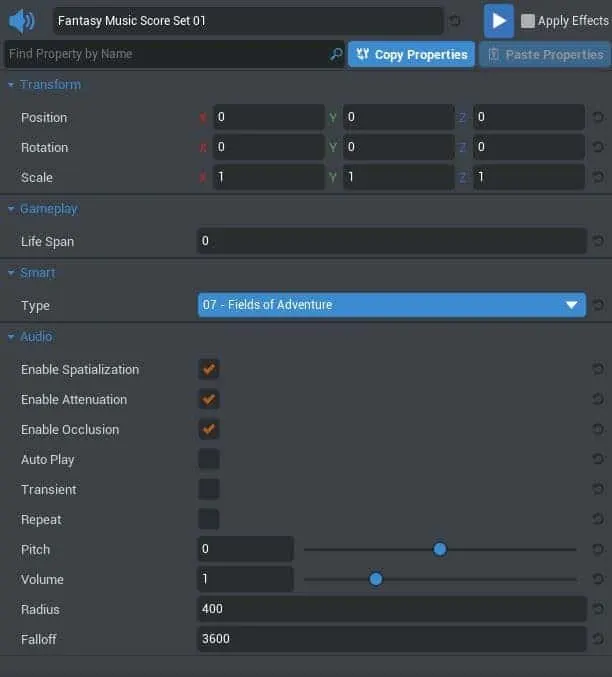 Fantasy Music Score Set 01 Apply Effects
Find Property by Name Copy Properties Paste Properties
Transform
Position X 0 Y 0 Z 0
Rotation X 0 Y 0 Z 0
Scale X 1 Y 1 Z 1
Gameplay
Life Span 0
Smart
Type 07 - Fields of Adventure
Audio
Enable Spatialization
Enable Attenuation
Enable Occlusion
Auto Play
Transient
Repeat
Pitch 0
Volume 1
Radius 400
Falloff 3600